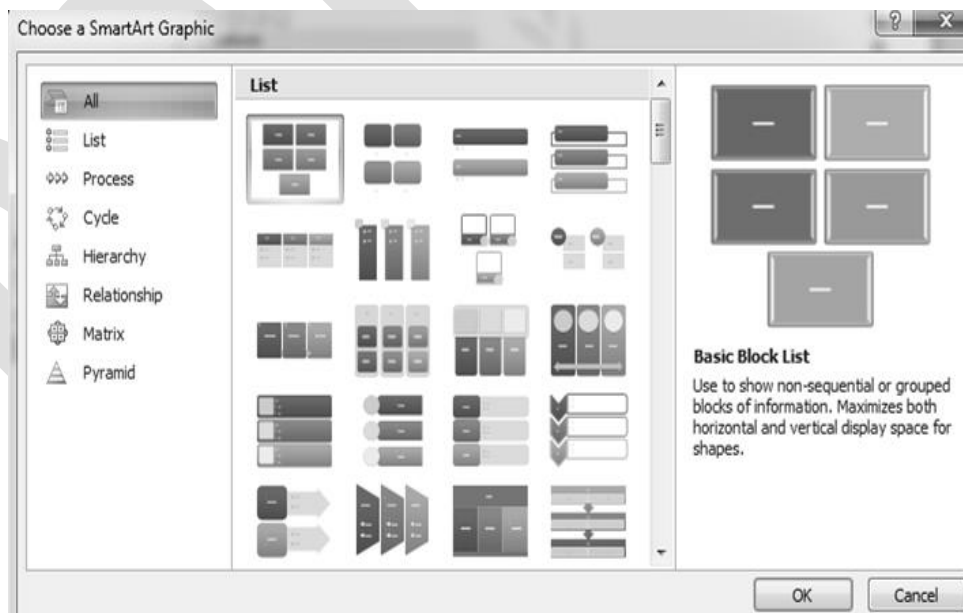 Choose a SmartArt Graphic
All
List
Process
Cycle
Hierarchy
Relationship
Matrix
Pyramid
List
Basic Block List
Use to show non-sequential or grouped
blocks of information. Maximizes both
horizontal and vertical display space for
shapes.
OK
Cancel